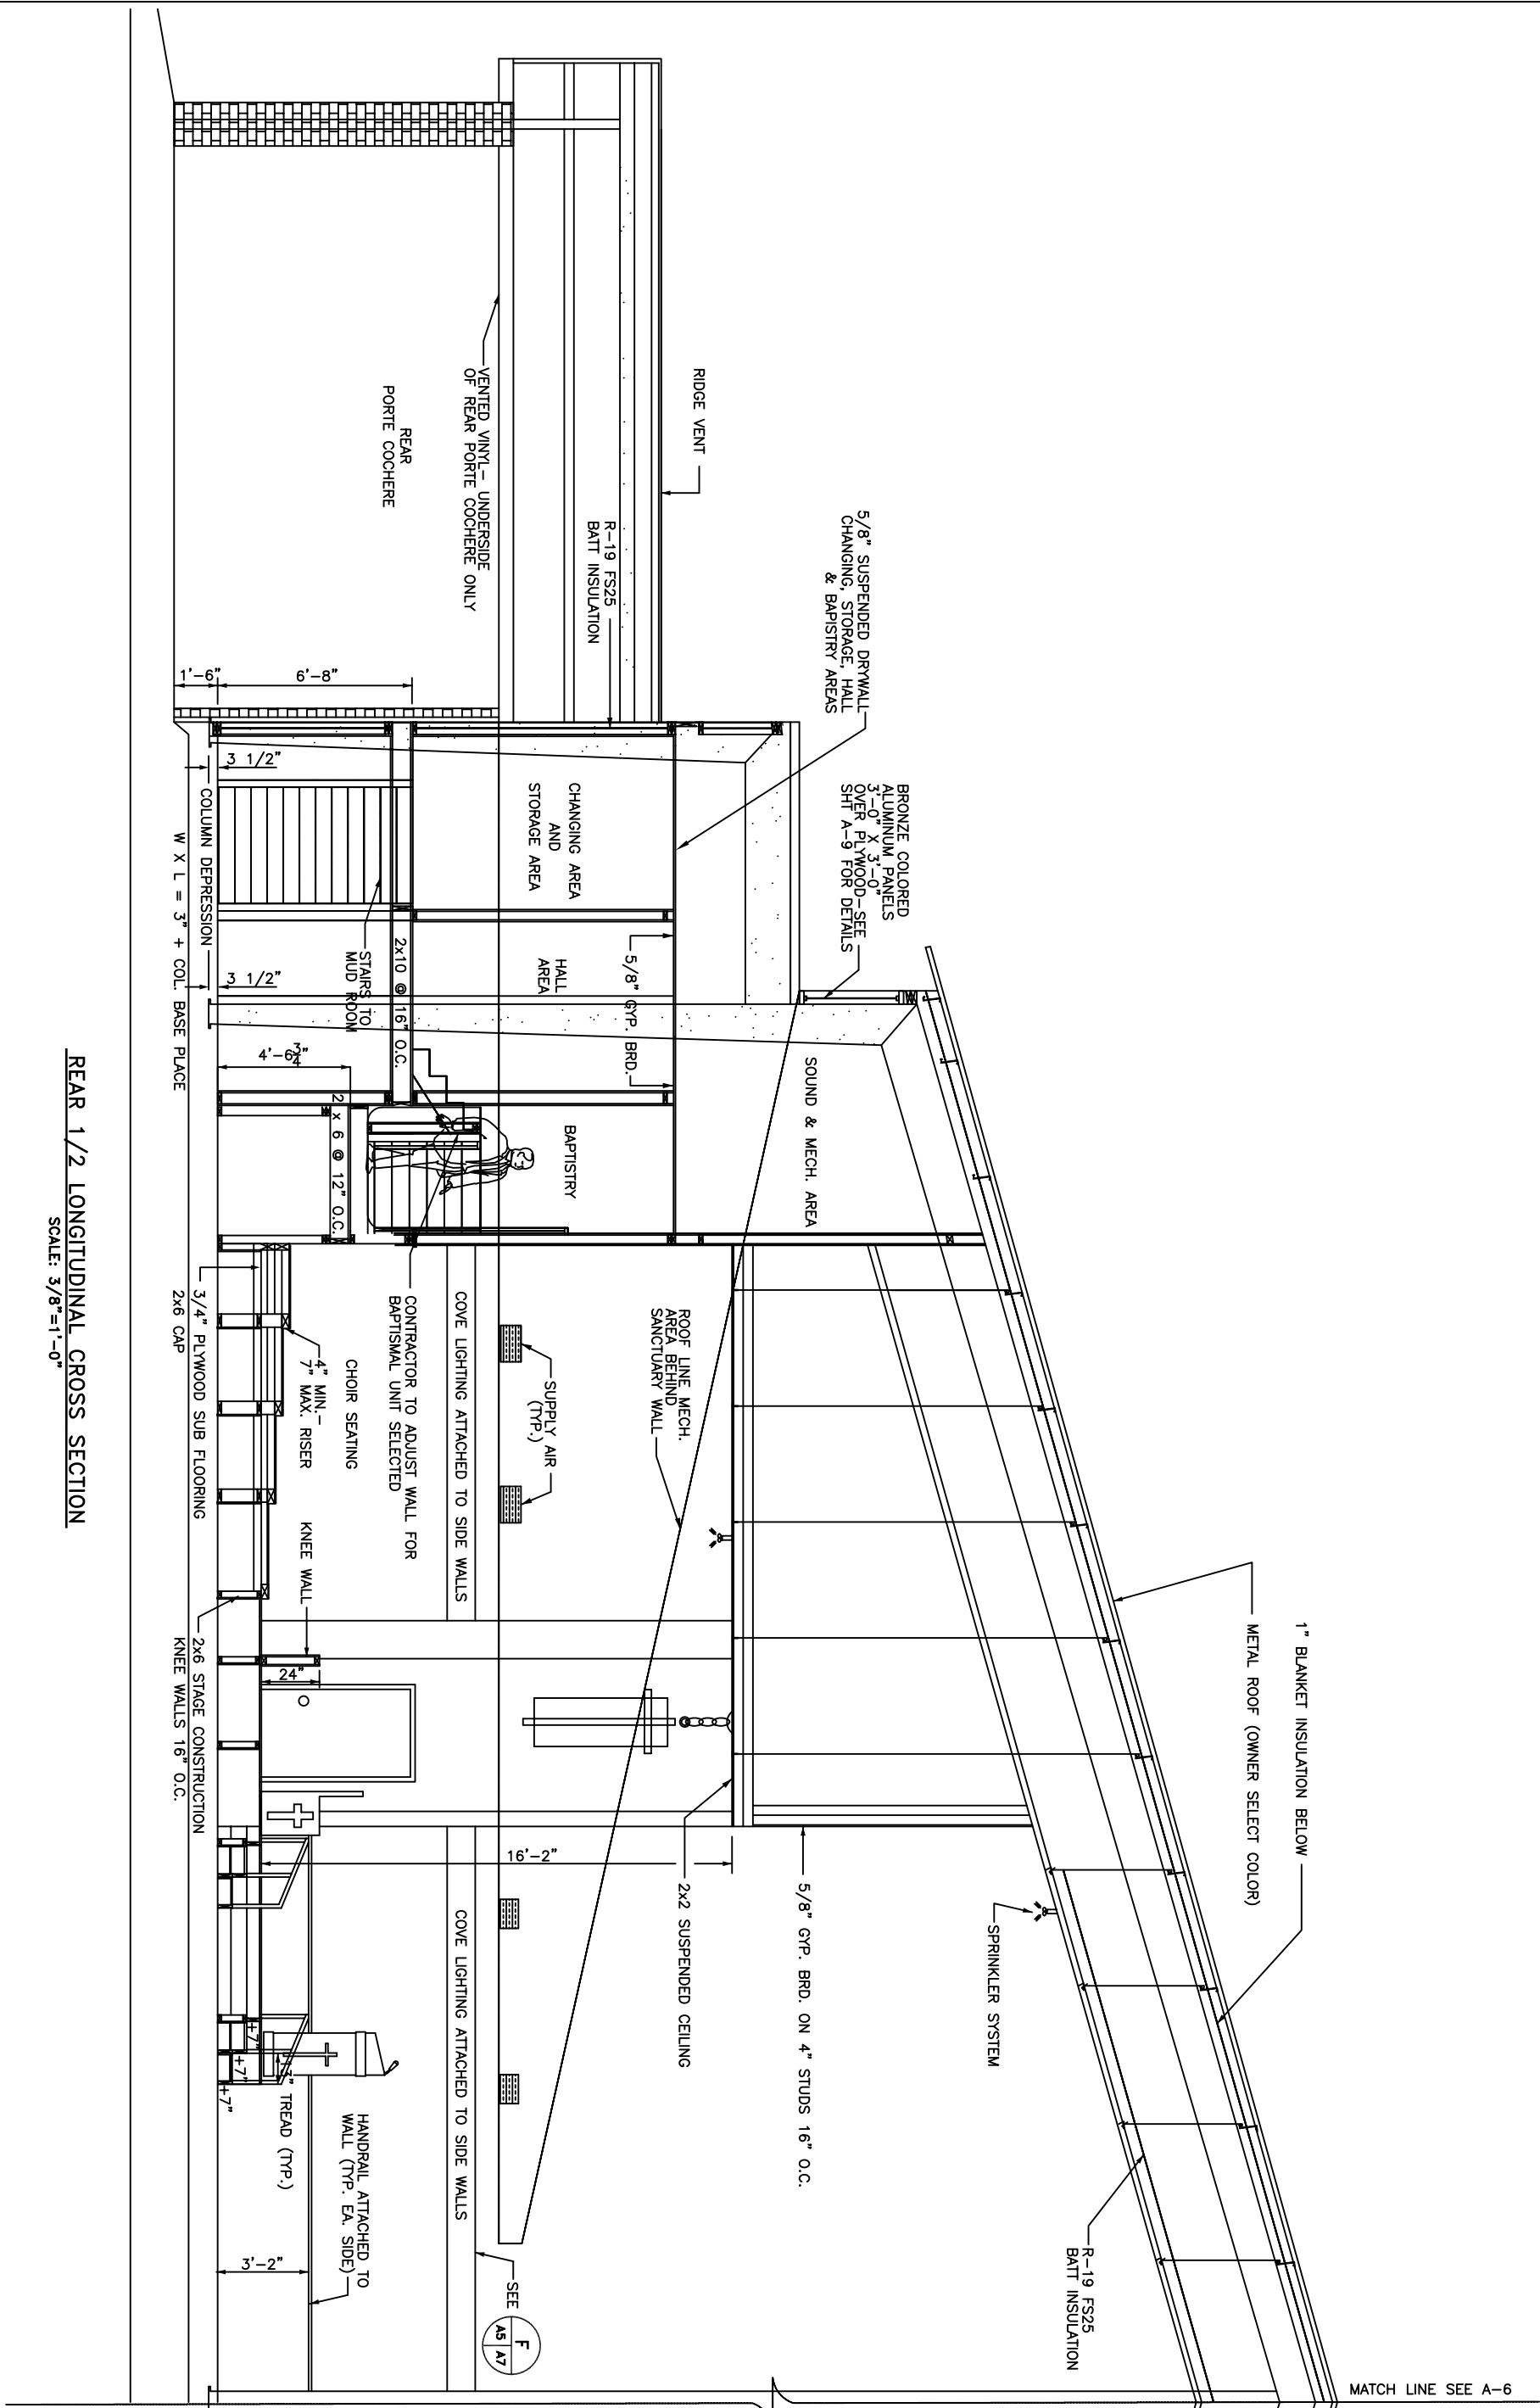 MATCH LINE SEE A-6
1" BLANKET INSULATION BELOW
METAL ROOF (OWNER SELECT COLOR)
R-19 FS25
BATT INSULATION
SPRINKLER SYSTEM
BRONZE COLORED
ALUMINUM PANELS
3'-0" X 3'-0"
OVER PLYWOOD-SEE
SHT A-9 FOR DETAILS
5/8" SUSPENDED DRYWALL
CHANGING, STORAGE, HALL
& BAPISTRY AREAS
SOUND & MECH. AREA
5/8" GYP. BRD. ON 4" STUDS 16" O.C.
RIDGE VENT
ROOF LINE MECH.
AREA BEHIND
SANCTUARY WALL
2x2 SUSPENDED CEILING
R-19 FS25
BATT INSULATION
5/8" GYP. BRD.
CHANGING AREA
AND
STORAGE AREA
HALL
AREA
BAPTISTRY
SUPPLY AIR
(TYP.)
16'-2"
SEE
F
A5
A7
VENTED VINYL- UNDERSIDE
OF REAR PORTE COCHERE ONLY
COVE LIGHTING ATTACHED TO SIDE WALLS
COVE LIGHTING ATTACHED TO SIDE WALLS
REAR
PORTE COCHERE
2x10 @ 16" O.C.
CONTRACTOR TO ADJUST WALL FOR
BAPTISMAL UNIT SELECTED
STAIRS TO
MUD ROOM
CHOIR SEATING
4" MIN.-
7" MAX. RISER
KNEE WALL
24"
HANDRAIL ATTACHED TO
WALL (TYP. EA. SIDE)
2 x 6 @ 12" O.C.
4'-6 3/4"
1'-6"
6'-8"
3 1/2"
3 1/2"
3" TREAD (TYP.)
+7"
+7"
+7"
3'-2"
COLUMN DEPRESSION
W X L = 3" + COL. BASE PLACE
3/4" PLYWOOD SUB FLOORING
2x6 CAP
2x6 STAGE CONSTRUCTION
KNEE WALLS 16" O.C.
REAR 1/2 LONGITUDINAL CROSS SECTION
SCALE: 3/8"=1'-0"